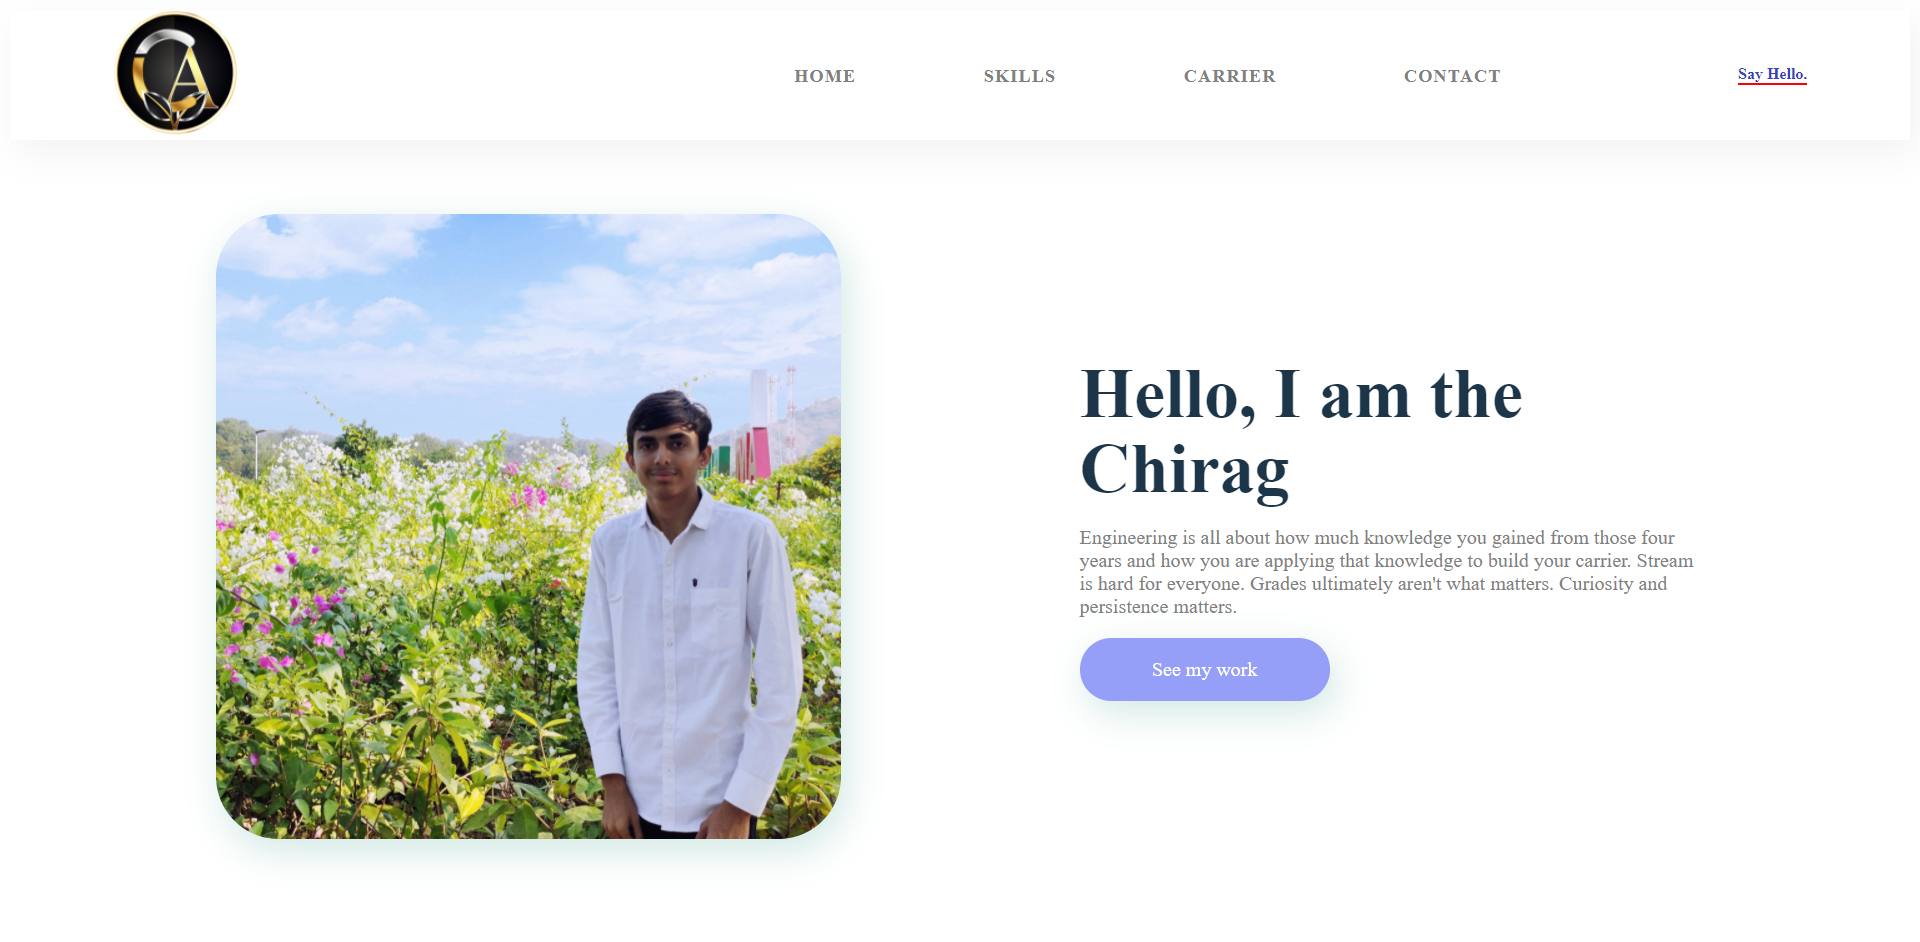 CA
HOME
SKILLS
CARRIER
CONTACT
Say Hello.
Hello, I am the
Chirag
Engineering is all about how much knowledge you gained from those four
years and how you are applying that knowledge to build your carrier. Stream
is hard for everyone. Grades ultimately aren't what matters. Curiosity and
persistence matters.
See my work